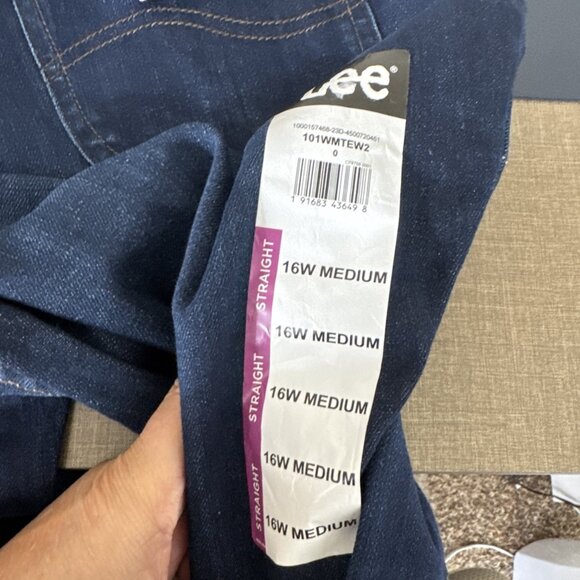 Lee®
1000157468-23D-4500720461
101WMTEW2
0
1 91683 43649 8
STRAIGHT
16W MEDIUM
16W MEDIUM
STRAIGHT
16W MEDIUM
16W MEDIUM
STRAIGHT
16W MEDIUM